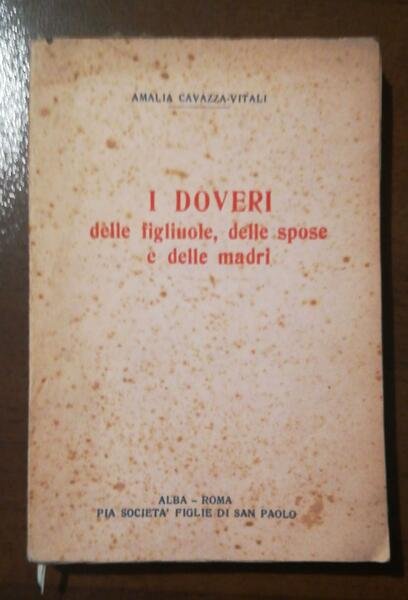 AMALIA CAVAZZA-VITALI
I DOVERI
delle figliuole, delle spose
e delle madri
ALBA - ROMA
PIA SOCIETA' FIGLIE DI SAN PAOLO